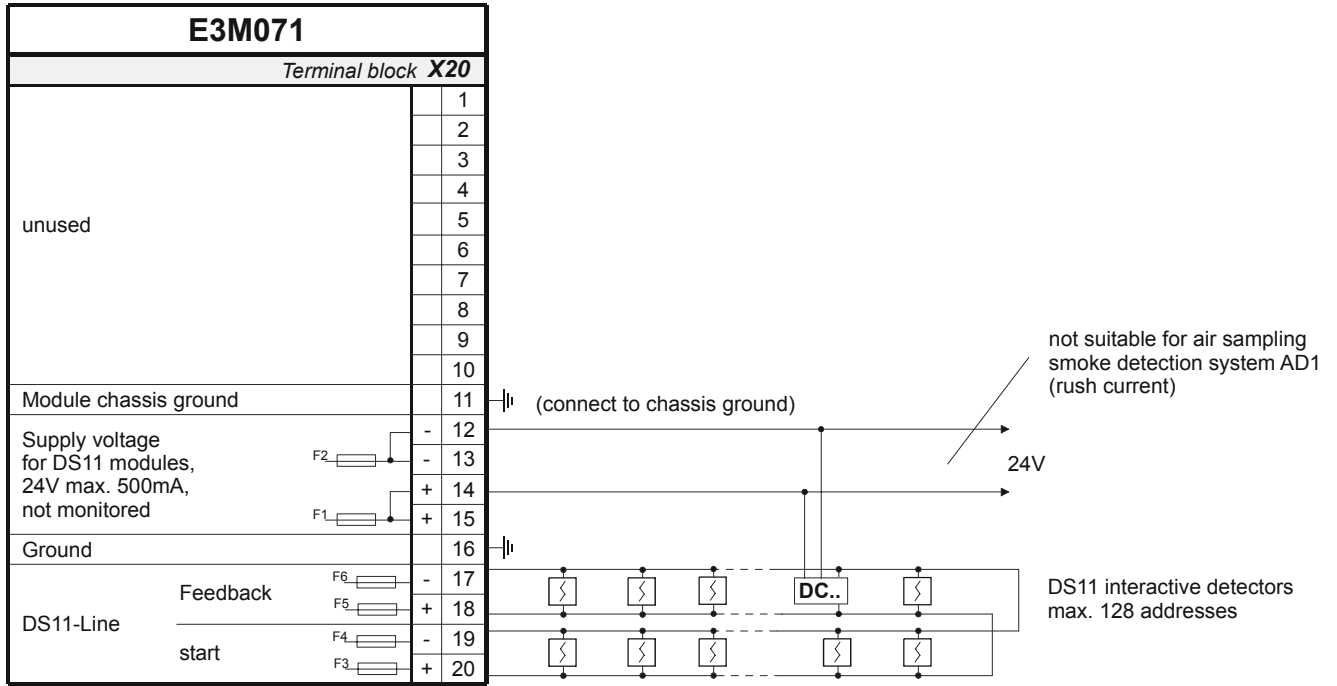 E3M071
Terminal block X20
1
2
3
4
unused
5
6
7
8
9
10
Module chassis ground
11
(connect to chassis ground)
not suitable for air sampling
smoke detection system AD1
(rush current)
Supply voltage
for DS11 modules,
24V max. 500mA,
not monitored
F2
F1
- 12
- 13
+ 14
+ 15
24V
Ground
16
DS11-Line
Feedback
F6
- 17
F5
+ 18
start
F4
- 19
F3
+ 20
DC..
DS11 interactive detectors
max. 128 addresses